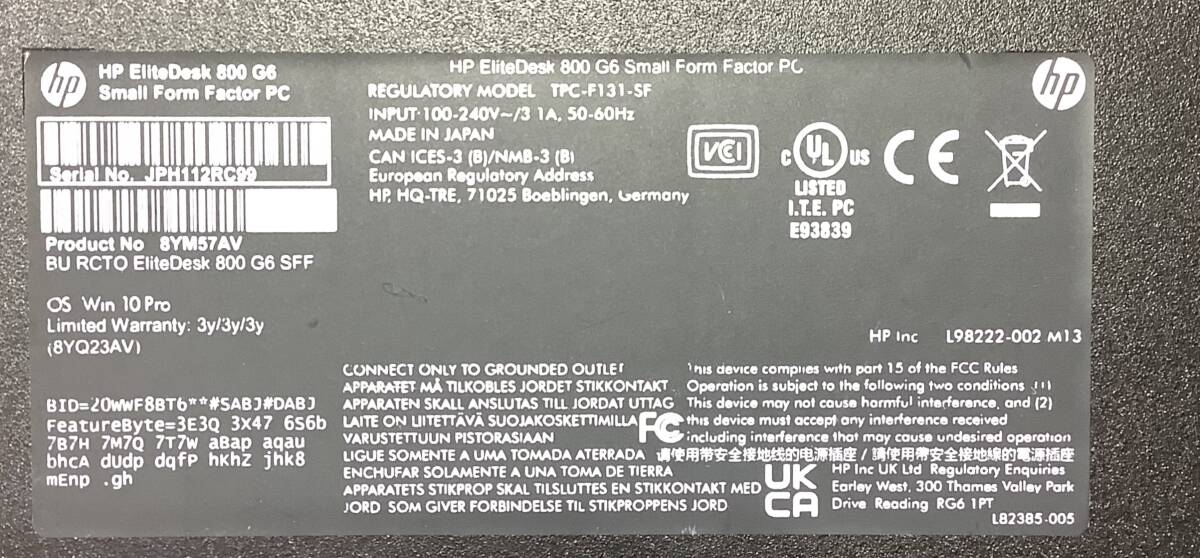 hp
HP EliteDesk 800 G6
Small Form Factor PC
Serial No. JPH112RC99
Product No 8YM57AV
BU RCTO EliteDesk 800 G6 SFF
OS Win 10 Pro
Limited Warranty: 3y/3y/3y
(8YQ23AV)
BID=20WWF8BT6**#SABJ#DABJ
FeatureByte=3E3Q 3X47 6S6b
7B7H 7M7Q 7T7W aBap aqau
bhcA dUdp dqfP hKhZ jhk8
mEnp .gh
HP EliteDesk 800 G6 Small Form Factor PC
REGULATORY MODEL TPC-F131-SF
INPUT 100-240V~/3 1A, 50-60Hz
MADE IN JAPAN
CAN ICES-3 (B)/NMB-3 (B)
European Regulatory Address
HP, HQ-TRE, 71025 Boeblingen, Germany
VCI
c UL US
LISTED
I.T.E. PC
E93839
CE
hp
HP Inc L98222-002 M13
CONNECT ONLY TO GROUNDED OUTLET
APPARATET MÅ TILKOBLES JORDET STIKKONTAKT
APPARATEN SKALL ANSLUTAS TILL JORDAT UTTAG
LAITE ON LIITETTÄVÄ SUOJAKOSKETTIMILLA
VARUSTETTUUN PISTORASIAAN
LIGUE SOMENTE A UMA TOMADA ATERRADA 请使用带安全接地线的电源插座 / 請使用帶安全接地線的電源插座
ENCHUFAR SOLAMENTE A UNA TOMA DE TIERRA
APPARATETS STIKPROP SKAL TILSLUTTES EN STIKKONTAKT MED
JORD SOM GIVER FORBINDELSE TIL STIKPROPPENS JORD
FC
This device complies with part 15 of the FCC Rules
Operation is subject to the following two conditions (1)
This device may not cause harmful interference, and (2)
this device must accept any interference received
including interference that may cause undesired operation
UK
CA
HP Inc UK Ltd Regulatory Enquiries
Earley West, 300 Thames Valley Park
Drive Reading RG6 1PT
L82385-005